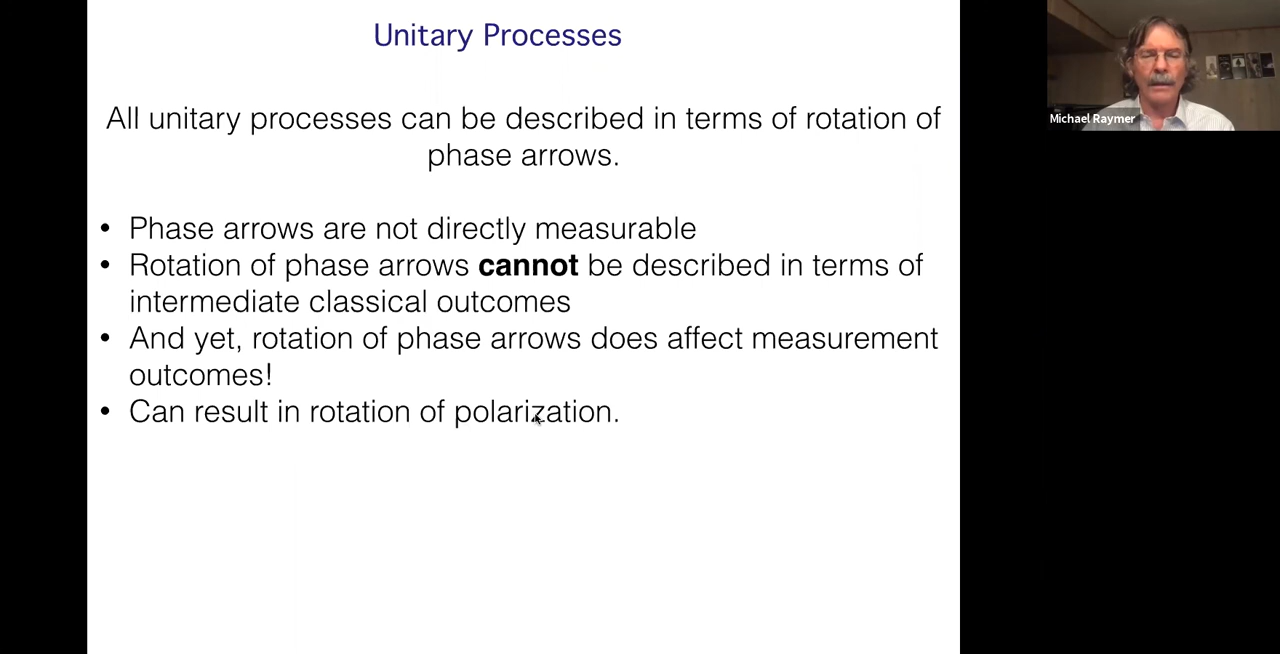 Unitary Processes
All unitary processes can be described in terms of rotation of
phase arrows.
• Phase arrows are not directly measurable
• Rotation of phase arrows cannot be described in terms of
intermediate classical outcomes
• And yet, rotation of phase arrows does affect measurement
outcomes!
• Can result in rotation of polarization.
Michael Raymer